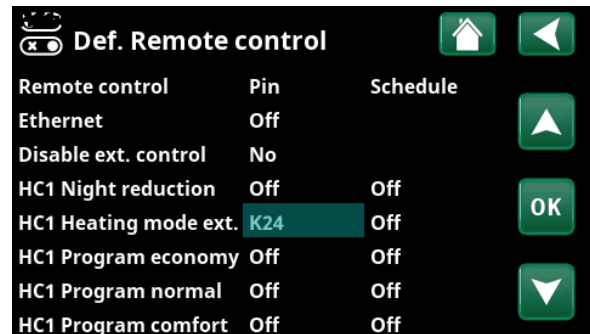 Def. Remote control
Remote control Pin Schedule
Ethernet Off
Disable ext. control No
HC1 Night reduction Off Off
HC1 Heating mode ext. K24 Off
HC1 Program economy Off Off
HC1 Program normal Off Off
HC1 Program comfort Off Off
OK